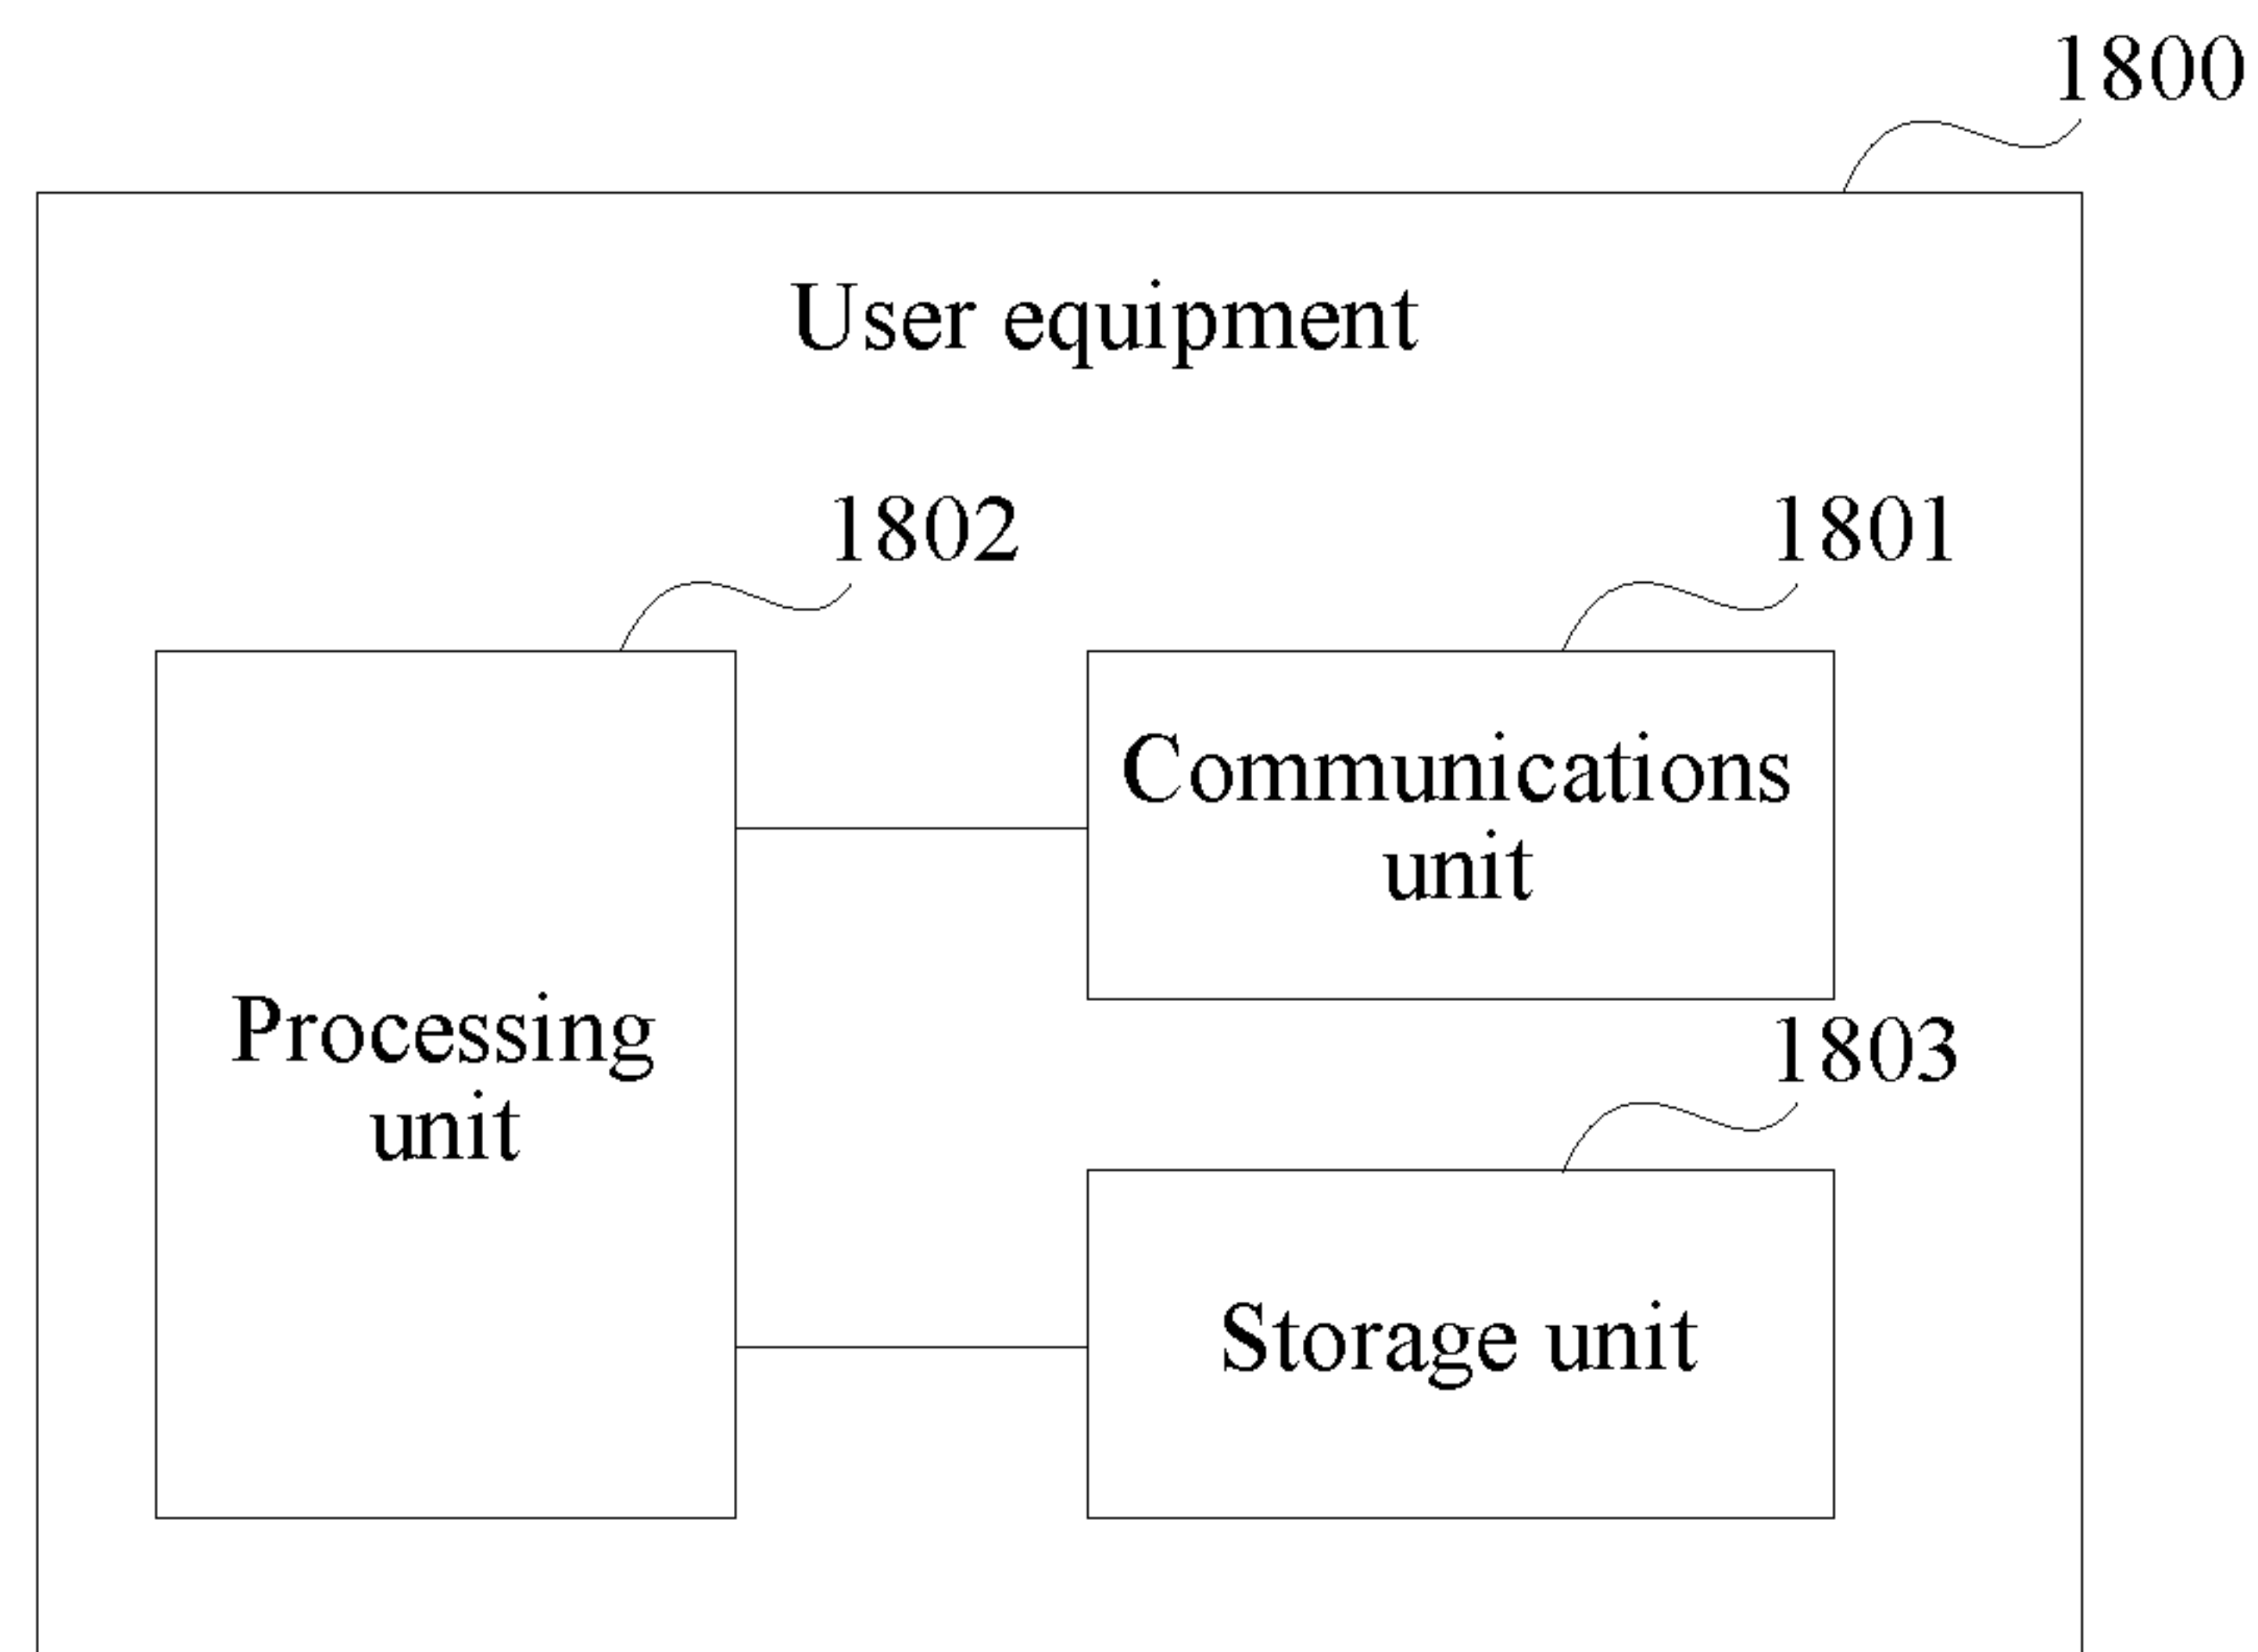 1800
User equipment
1802
1801
Communications
unit
Processing
unit
1803
Storage unit